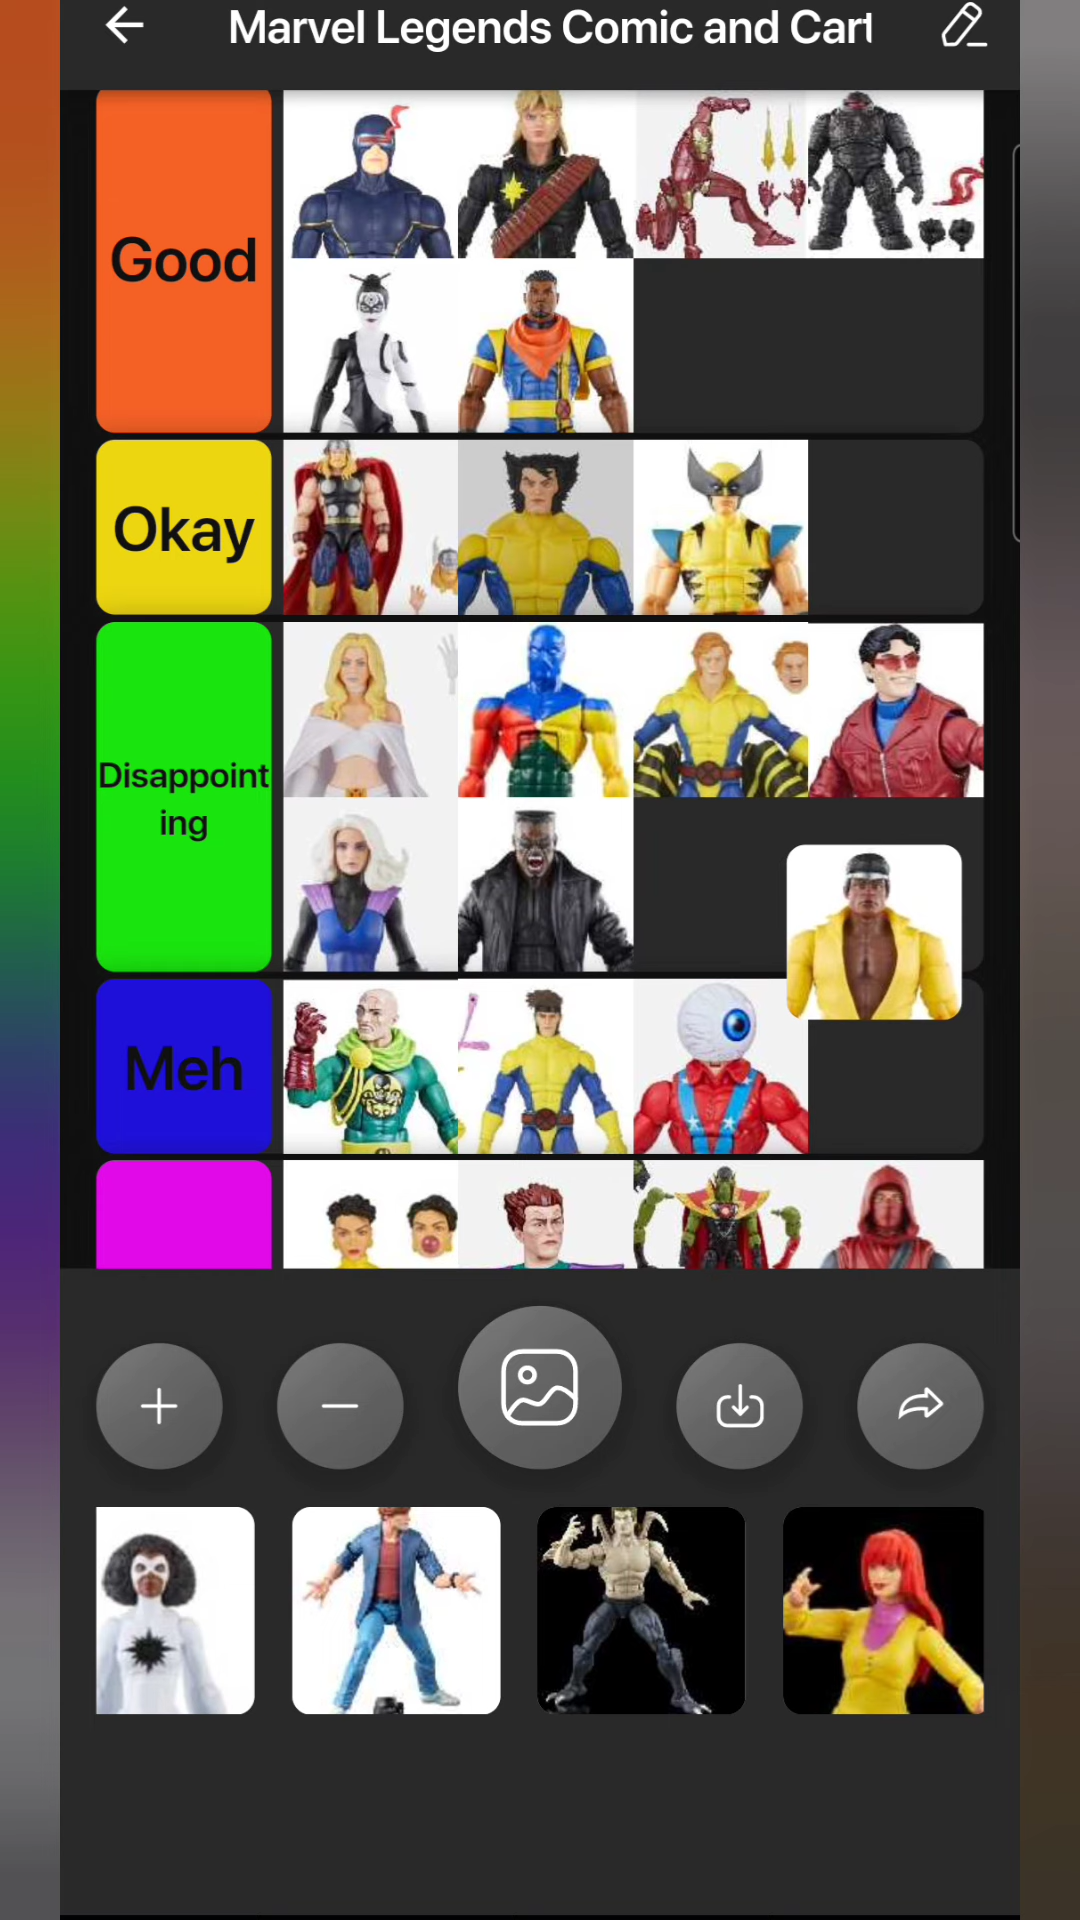 Marvel Legends Comic and Cart
Good
Okay
Disappoint
ing
Meh